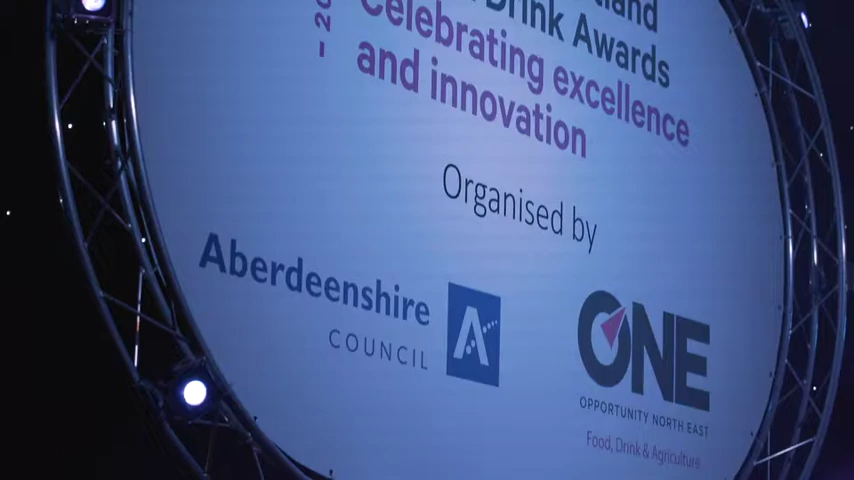 Drink Awards
Celebrating excellence
and innovation
Organised by
Aberdeenshire
COUNCIL
ONE
OPPORTUNITY NORTH EAST
Food, Drink & Agriculture